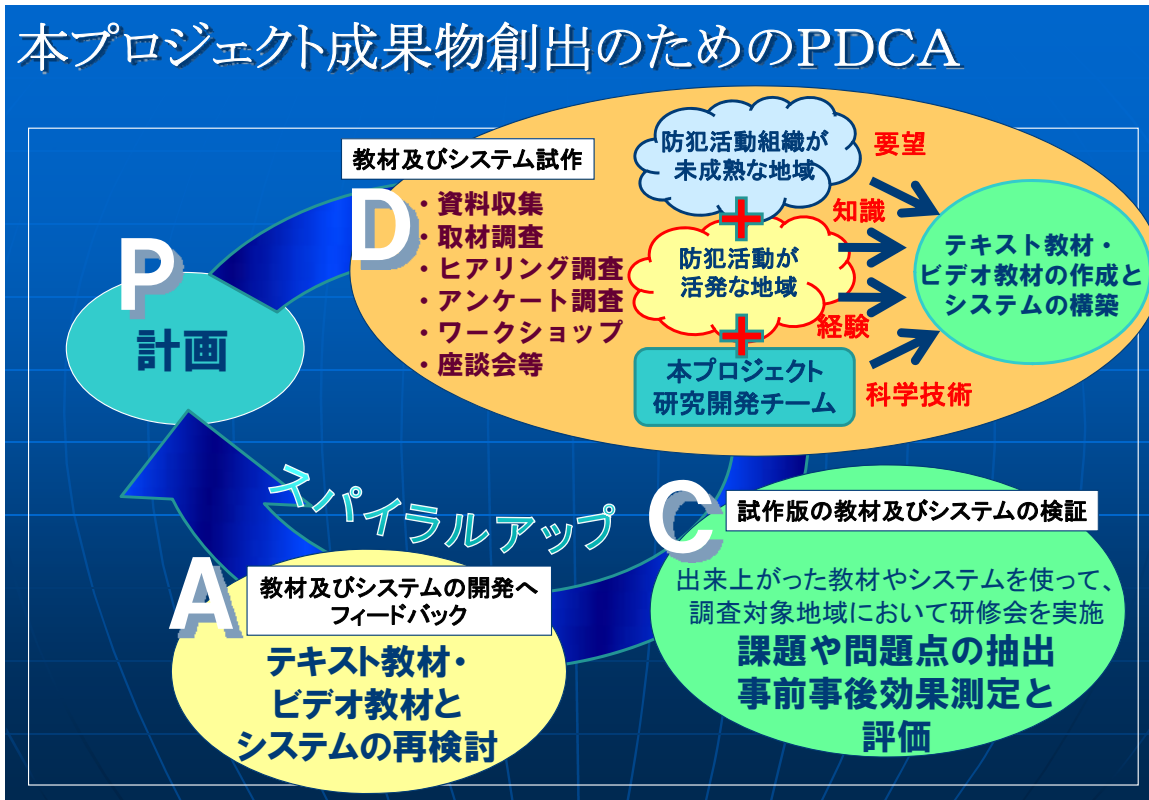 本プロジェクト成果物創出のためのPDCA
P
計画
D
教材及びシステム試作
・資料収集
・取材調査
・ヒアリング調査
・アンケート調査
・ワークショップ
・座談会等
防犯活動組織が
未成熟な地域
防犯活動が
活発な地域
本プロジェクト
研究開発チーム
要望
知識
経験
科学技術
テキスト教材・
ビデオ教材の作成と
システムの構築
C
試作版の教材及びシステムの検証
出来上がった教材やシステムを使って、
調査対象地域において研修会を実施
課題や問題点の抽出
事前事後効果測定と
評価
A
教材及びシステムの開発へ
フィードバック
テキスト教材・
ビデオ教材と
システムの再検討
スパイラルアップ